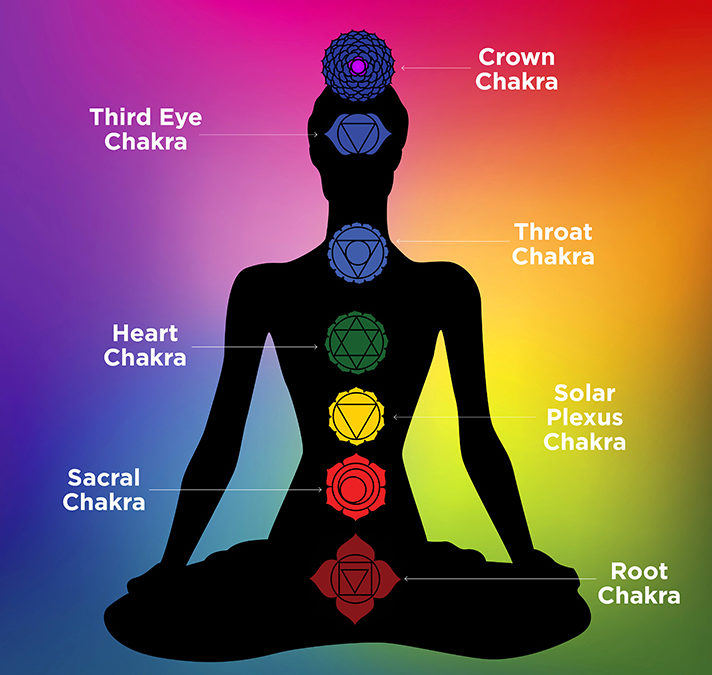 Crown
Chakra
Third Eye
Chakra
Throat
Chakra
Heart
Chakra
Solar
Plexus
Chakra
Sacral
Chakra
Root
Chakra